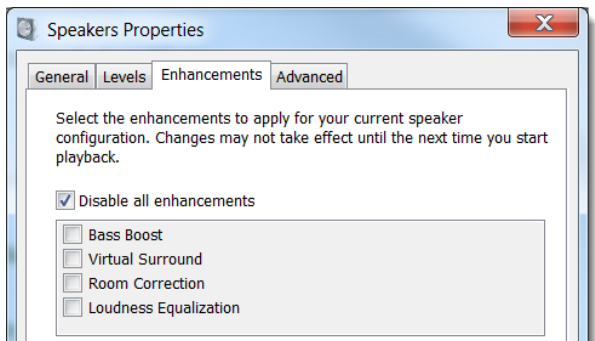 Speakers Properties
General Levels Enhancements Advanced
Select the enhancements to apply for your current speaker
configuration. Changes may not take effect until the next time you start
playback.
Disable all enhancements
Bass Boost
Virtual Surround
Room Correction
Loudness Equalization